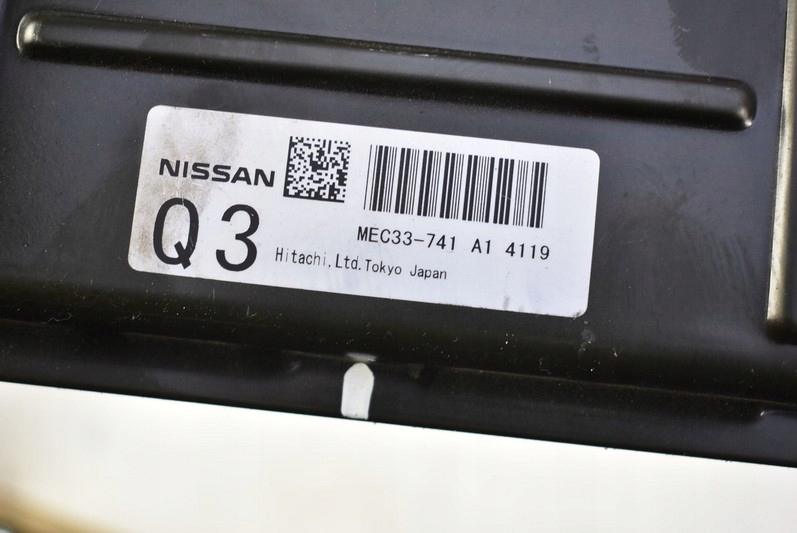 NISSAN
Q3
MEC33-741 A1 4119
Hitachi,Ltd.Tokyo Japan